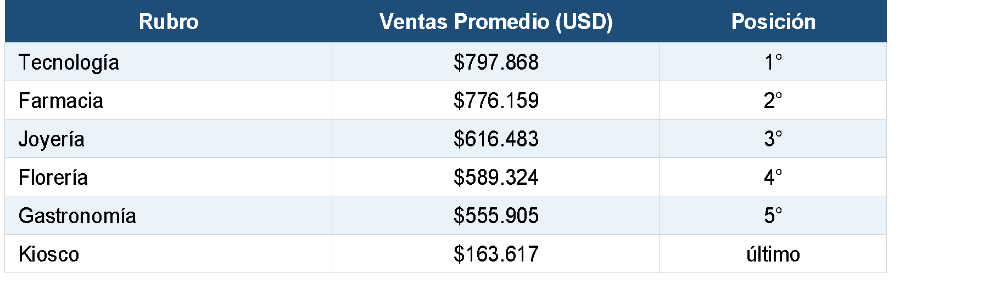 Rubro Ventas Promedio (USD) Posición
Tecnología $797.868 1°
Farmacia $776.159 2°
Joyería $616.483 3°
Florería $589.324 4°
Gastronomía $555.905 5°
Kiosco $163.617 último